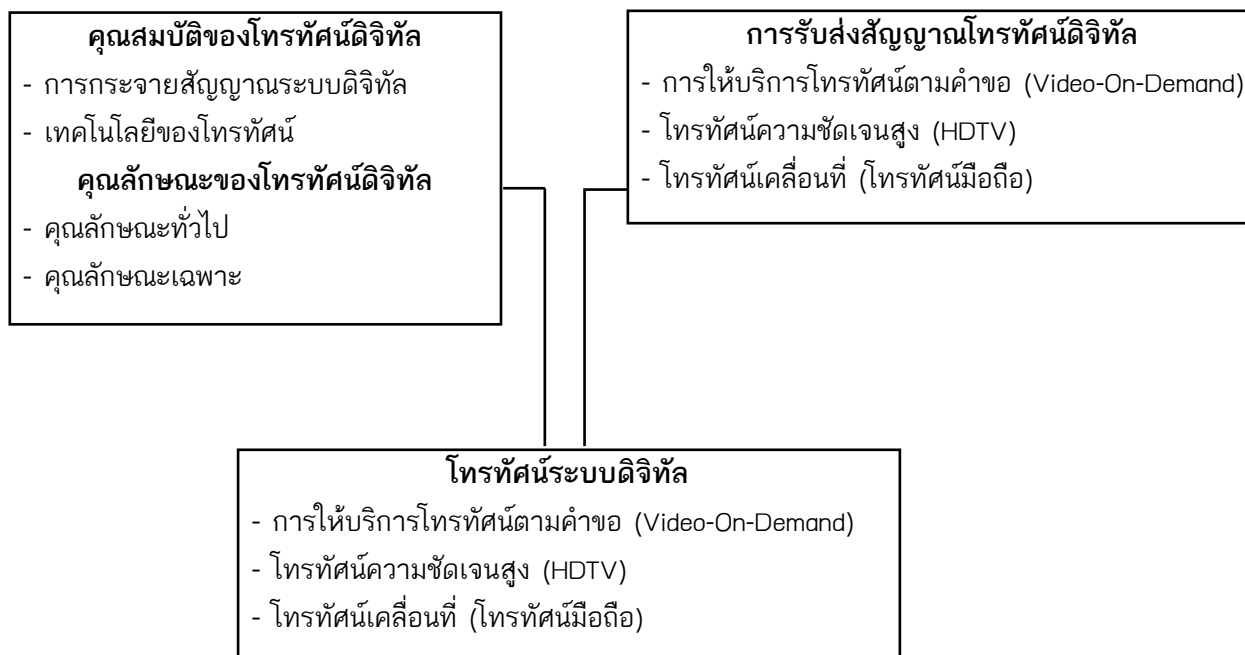 คุณสมบัติของโทรทัศน์ดิจิทัล
- การกระจายสัญญาณระบบดิจิทัล
- เทคโนโลยีของโทรทัศน์
คุณลักษณะของโทรทัศน์ดิจิทัล
- คุณลักษณะทั่วไป
- คุณลักษณะเฉพาะ
การรับส่งสัญญาณโทรทัศน์ดิจิทัล
- การให้บริการโทรทัศน์ตามคำขอ (Video-On-Demand)
- โทรทัศน์ความชัดเจนสูง (HDTV)
- โทรทัศน์เคลื่อนที่ (โทรทัศน์มือถือ)
โทรทัศน์ระบบดิจิทัล
- การให้บริการโทรทัศน์ตามคำขอ (Video-On-Demand)
- โทรทัศน์ความชัดเจนสูง (HDTV)
- โทรทัศน์เคลื่อนที่ (โทรทัศน์มือถือ)